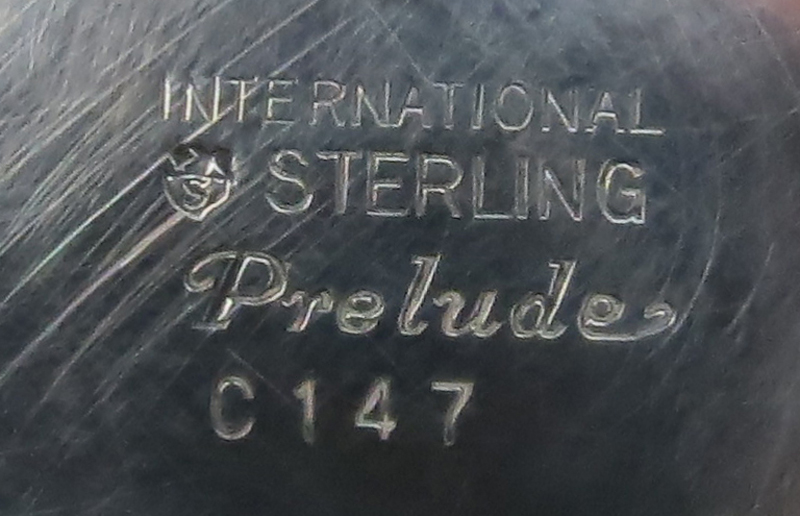 INTERNATIONAL
S STERLING
Prelude
C147